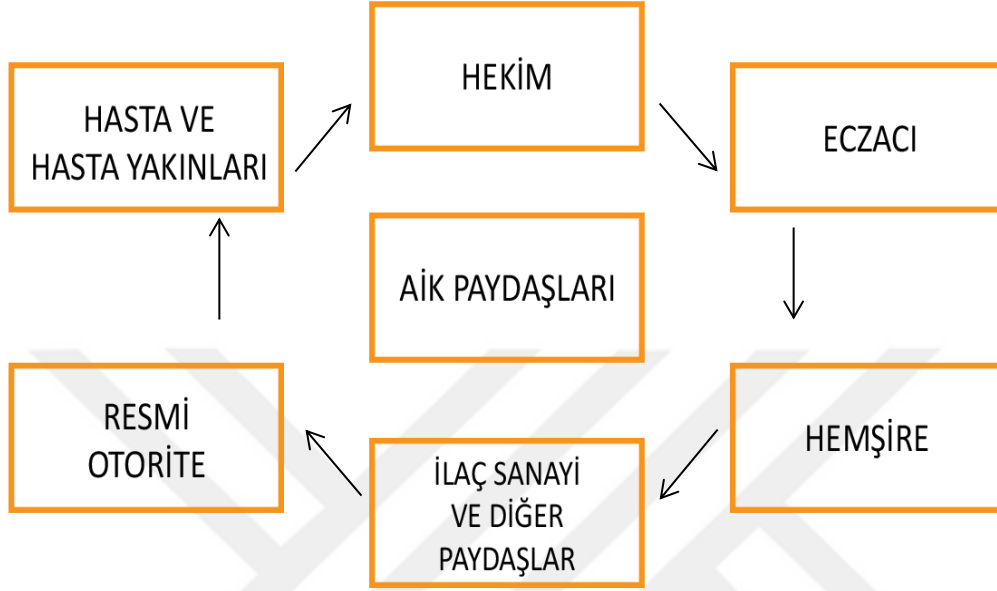 HEKİM
HASTA VE
HASTA YAKINLARI
ECZACI
AİK PAYDAŞLARI
RESMİ
OTORİTE
HEMŞİRE
İLAÇ SANAYİ
VE DİĞER
PAYDAŞLAR